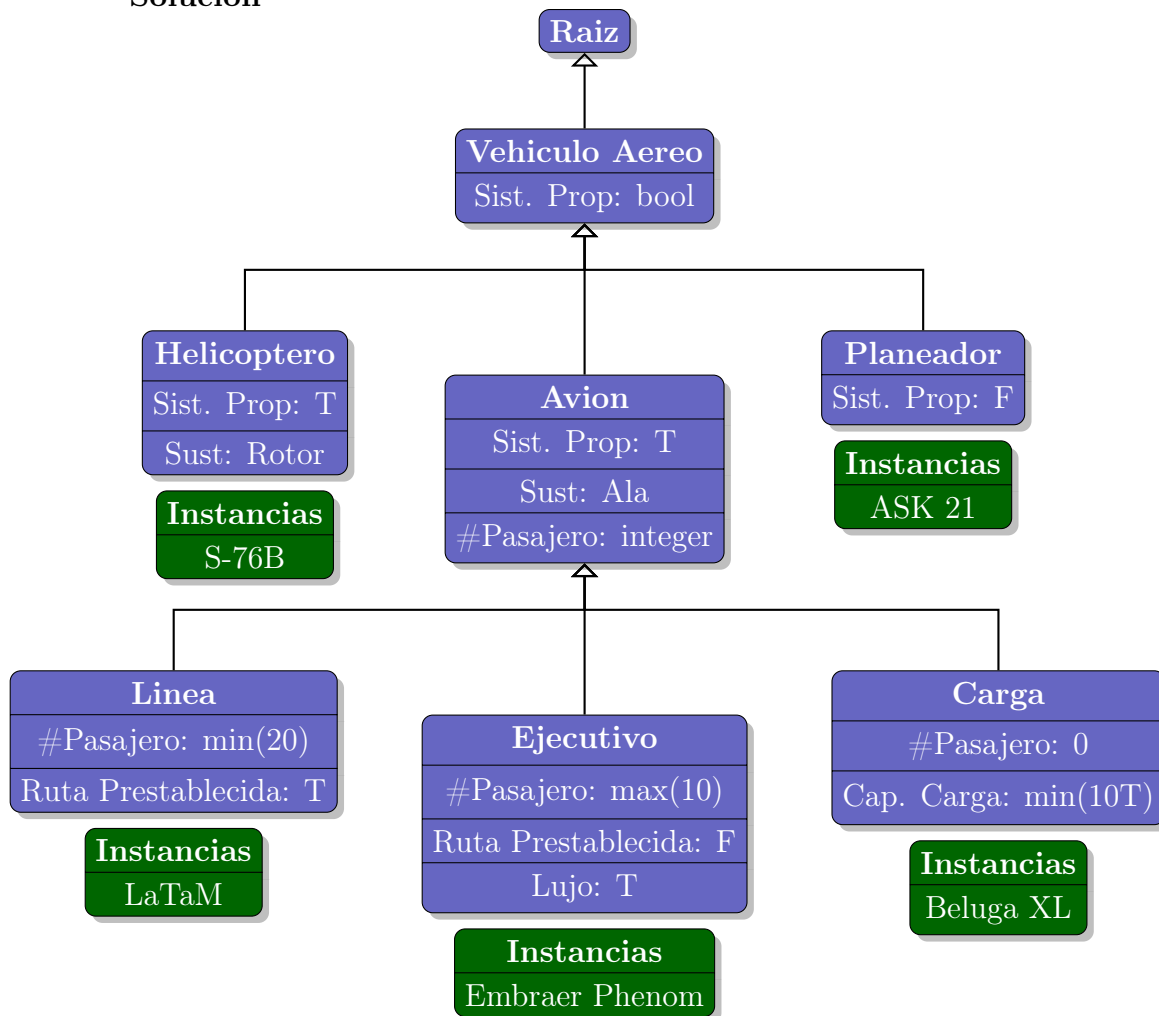 Solución
Raiz
Vehiculo Aereo
Sist. Prop: bool
Helicoptero
Sist. Prop: T
Sust: Rotor
Instancias
S-76B
Avion
Sist. Prop: T
Sust: Ala
#Pasajero: integer
Planeador
Sist. Prop: F
Instancias
ASK 21
Linea
#Pasajero: min(20)
Ruta Prestablecida: T
Instancias
LaTaM
Ejecutivo
#Pasajero: max(10)
Ruta Prestablecida: F
Lujo: T
Instancias
Embraer Phenom
Carga
#Pasajero: 0
Cap. Carga: min(10T)
Instancias
Beluga XL